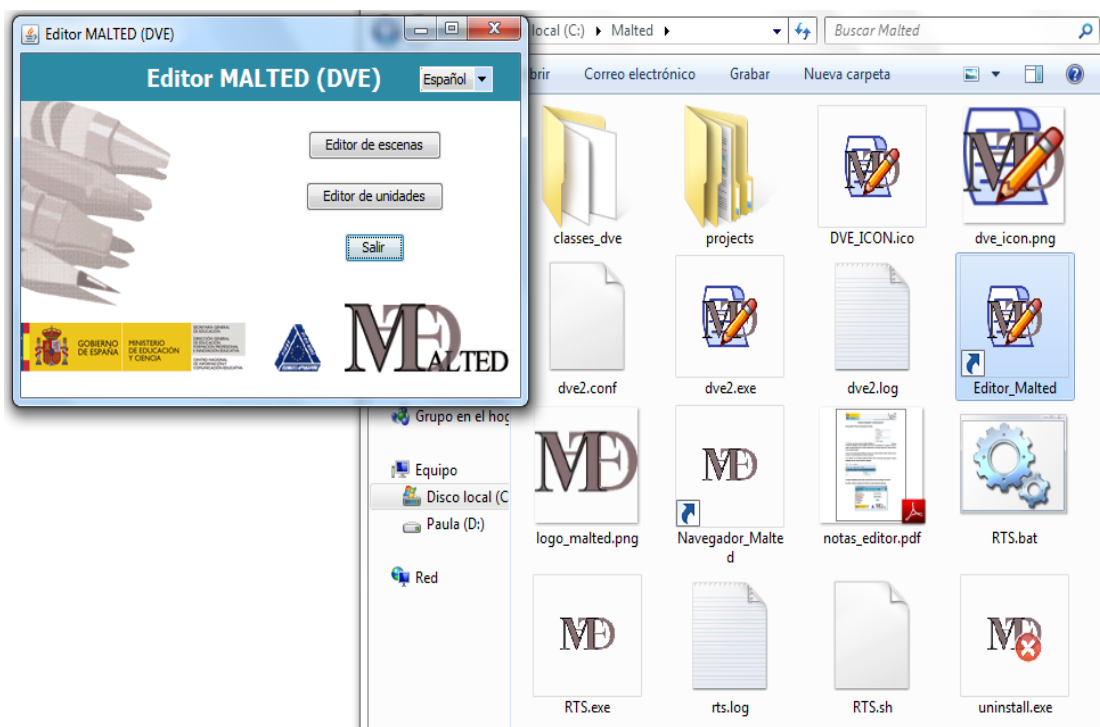 Editor MALTED (DVE)
Editor MALTED (DVE)
Español
Editor de escenas
Editor de unidades
Salir
GOBIERNO
DE ESPAÑA
MINISTERIO
DE EDUCACIÓN
Y CIENCIA
MALTED
local (C:) Malted
Buscar Malted
brir Correo electrónico Grabar Nueva carpeta
Grupo en el hog
Equipo
Disco local (C
Paula (D:)
Red
classes_dve
projects
DVE_ICON.ico
dve_icon.png
dve2.conf
dve2.exe
dve2.log
Editor_Malted
logo_malted.png
Navegador_Malte
d
notas_editor.pdf
RTS.bat
RTS.exe
rts.log
RTS.sh
uninstall.exe